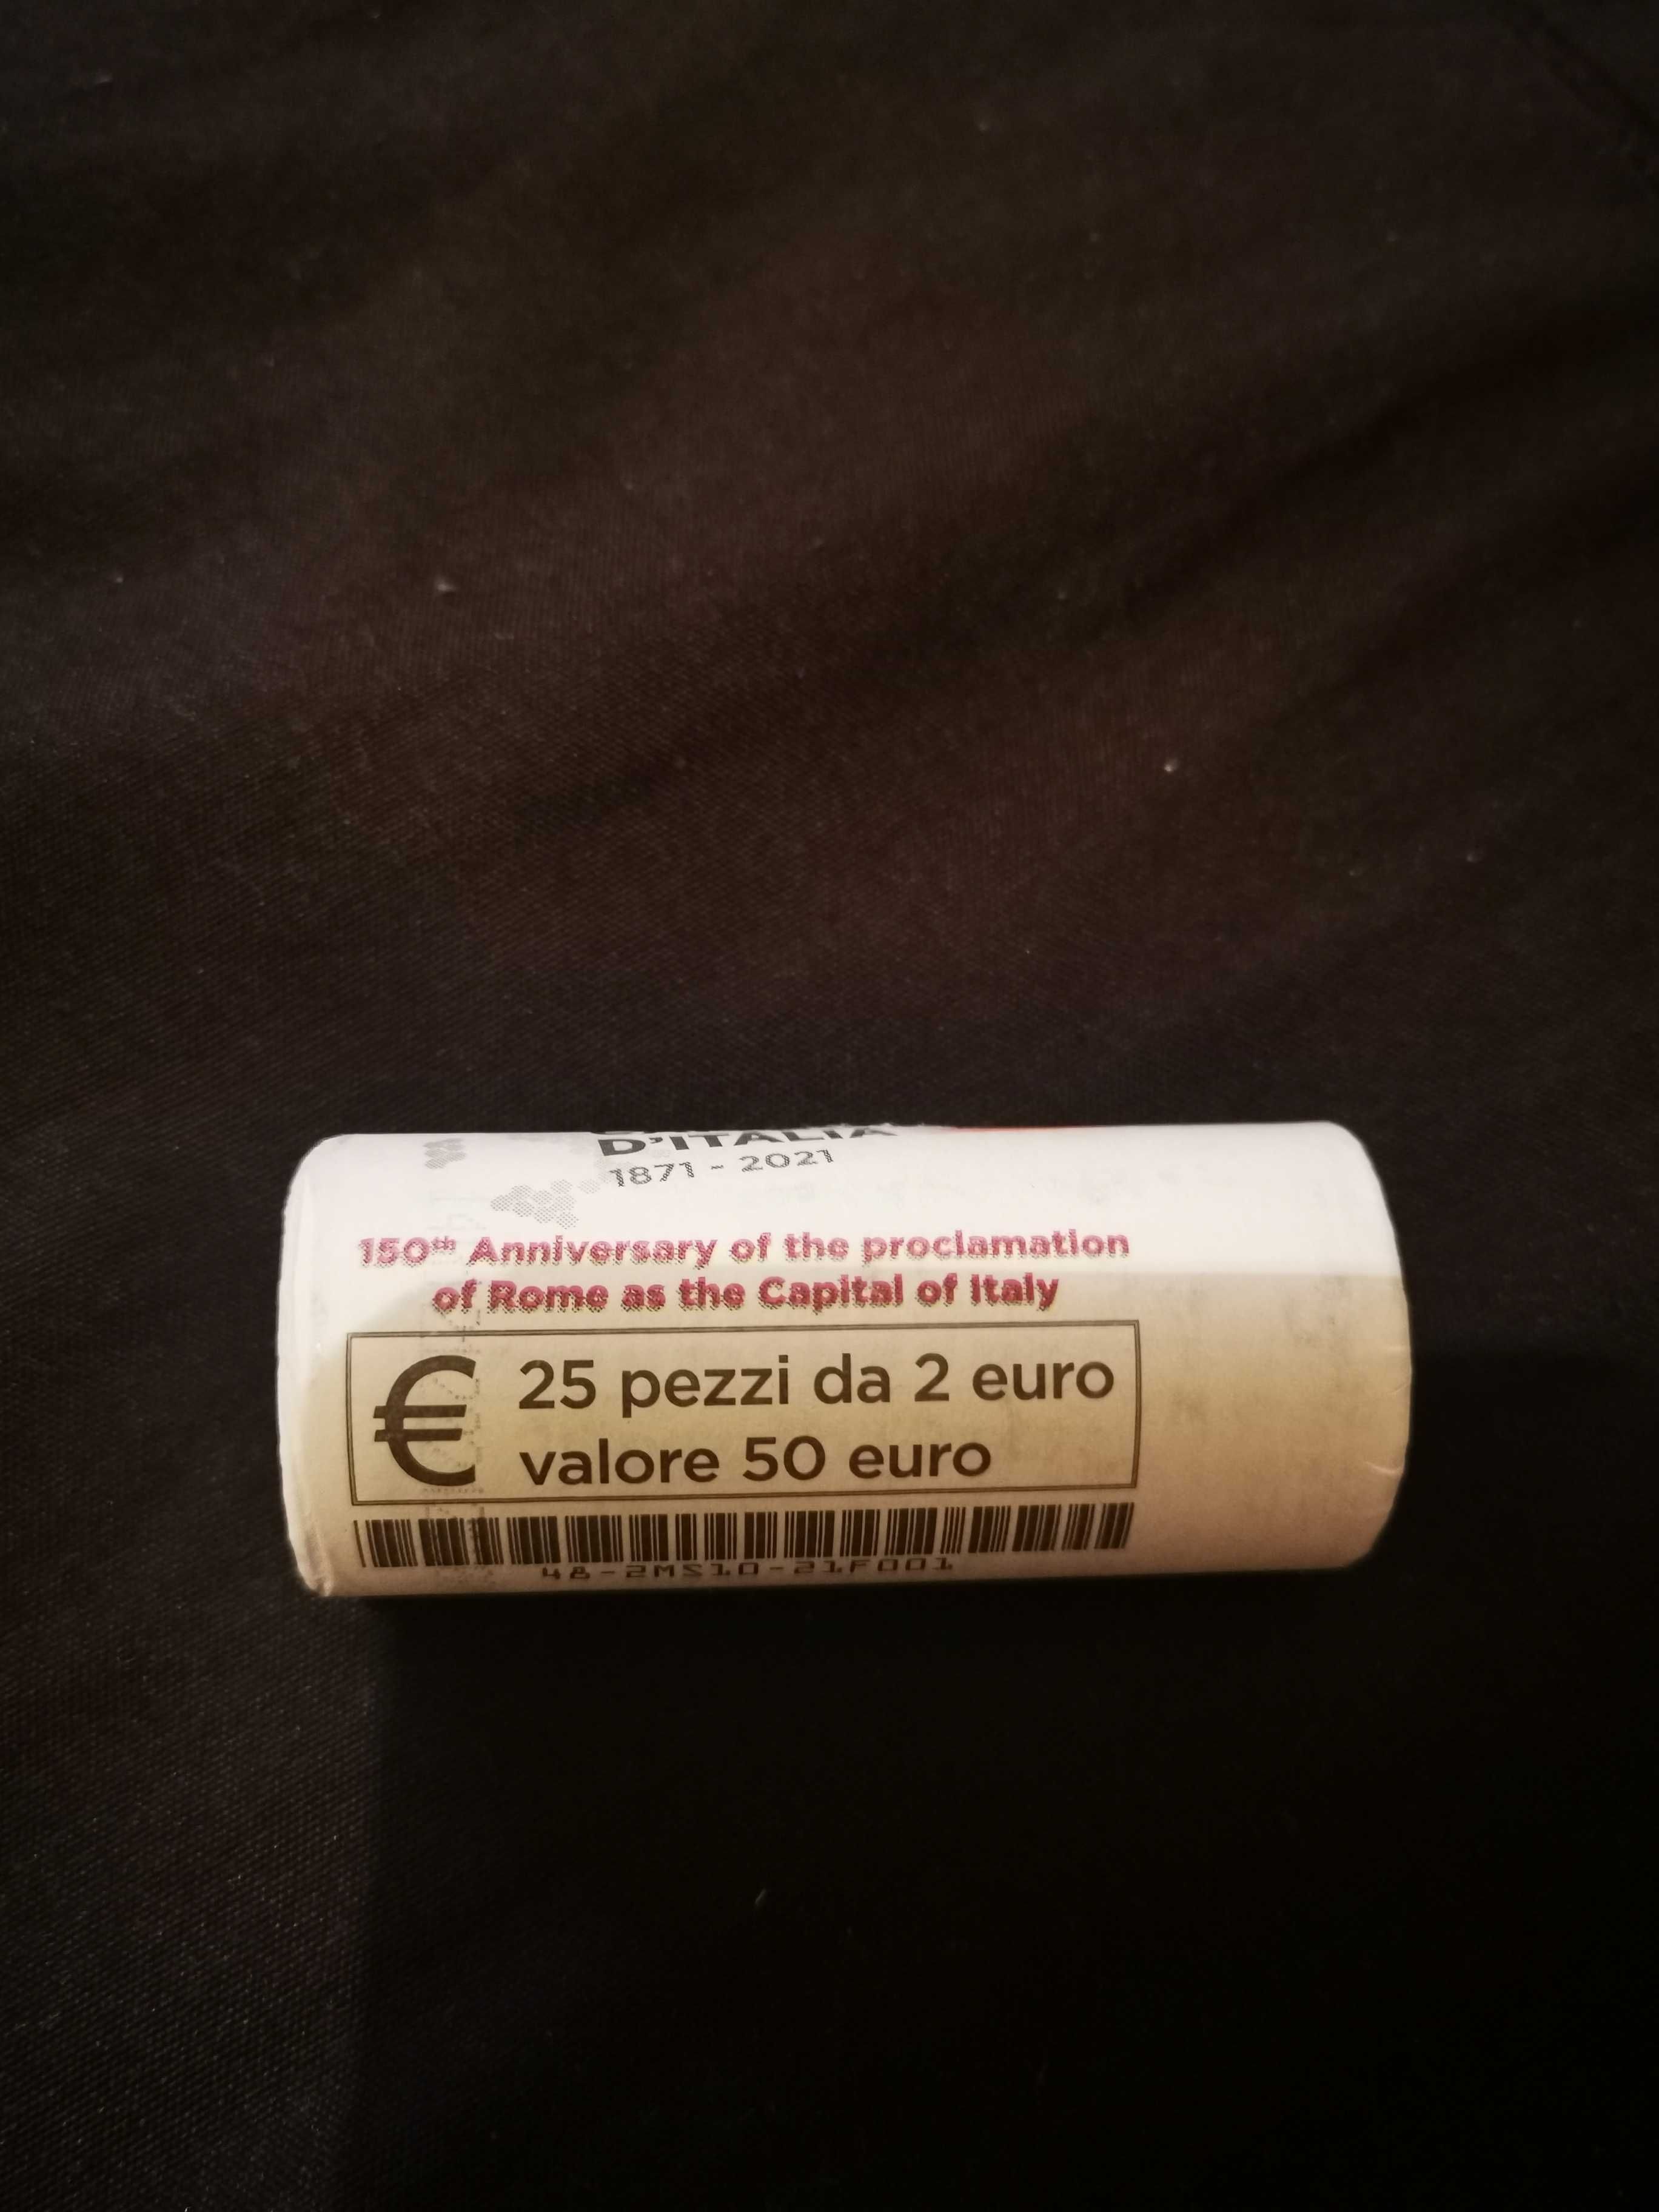 D'ITALIA
1871 - 2021
150th Anniversary of the proclamation
of Rome as the Capital of Italy
€ 25 pezzi da 2 euro
valore 50 euro
48-2MS10-21F001